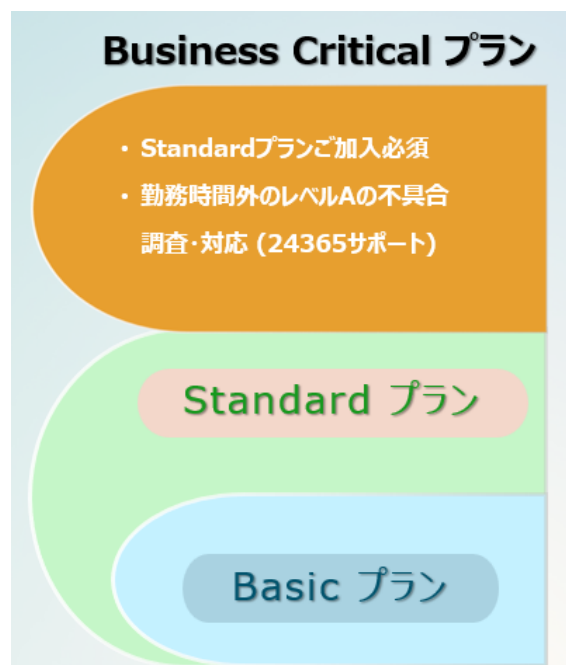 Business Critical プラン
・ Standardプランご加入必須
・ 勤務時間外のレベルAの不具合
調査・対応 (24365サポート)
Standard プラン
Basic プラン